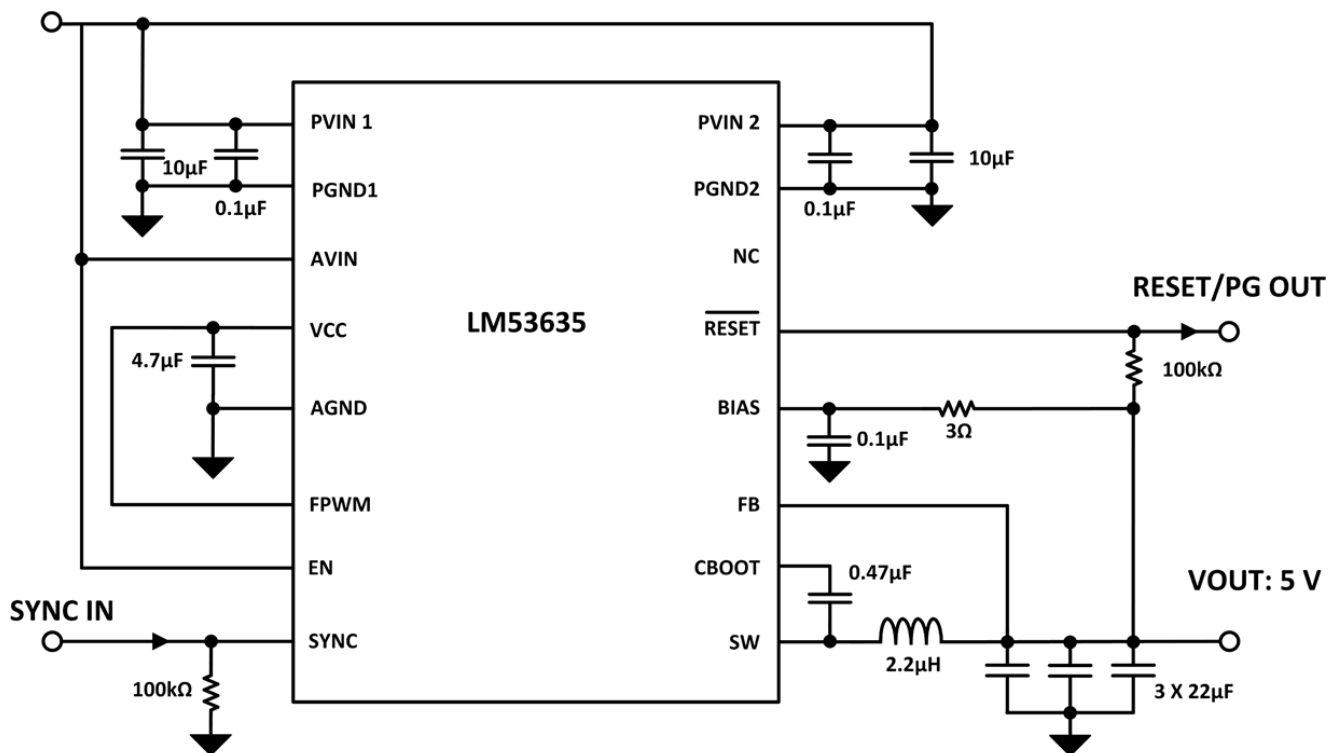 PVIN 1
PVIN 2
10µF
10µF
PGND1
PGND2
0.1µF
0.1µF
AVIN
NC
RESET/PG OUT
LM53635
VCC
RESET
4.7µF
100kΩ
AGND
BIAS
0.1µF
3Ω
FPWM
FB
EN
CBOOT
0.47µF
VOUT: 5 V
SYNC IN
SYNC
SW
2.2µH
100kΩ
3 X 22µF